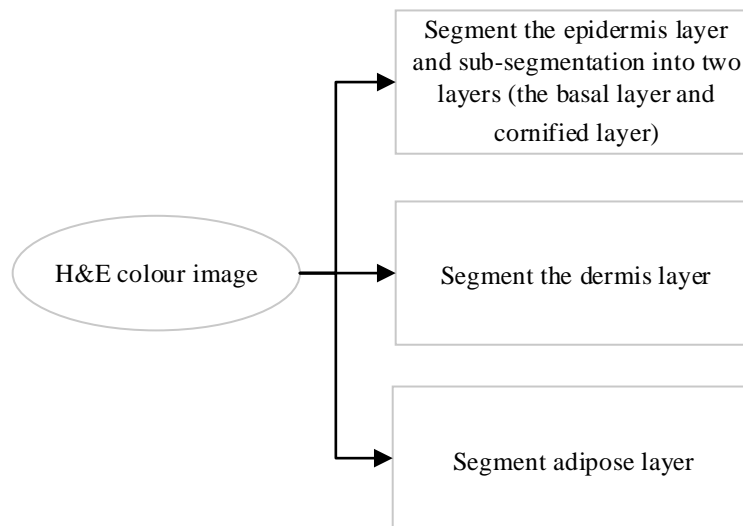 Segment the epidermis layer
and sub-segmentation into two
layers (the basal layer and
cornified layer)
H&E colour image
Segment the dermis layer
Segment adipose layer